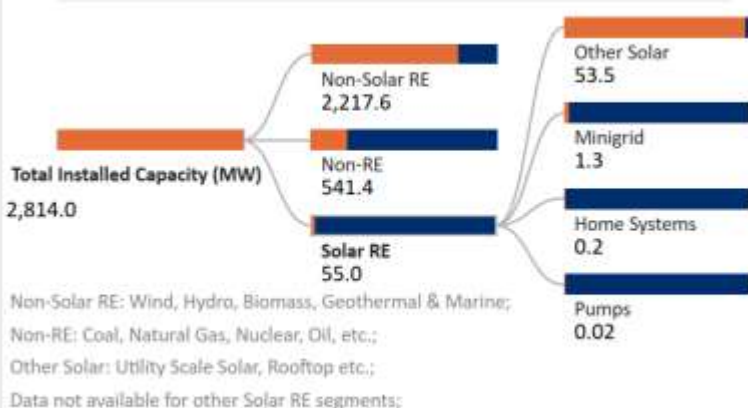 Total Installed Capacity (MW)
2,814.0
Non-Solar RE
2,217.6
Non-RE
541.4
Solar RE
55.0
Other Solar
53.5
Minigrid
1.3
Home Systems
0.2
Pumps
0.02
Non-Solar RE: Wind, Hydro, Biomass, Geothermal & Marine;
Non-RE: Coal, Natural Gas, Nuclear, Oil, etc.;
Other Solar: Utility Scale Solar, Rooftop etc.;
Data not available for other Solar RE segments;